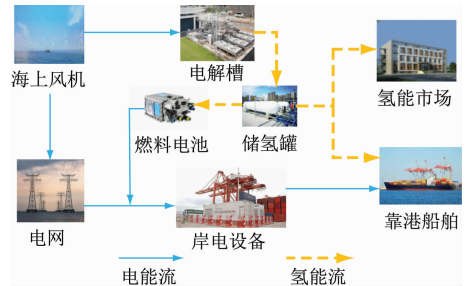 电解槽
海上风机
氢能市场
燃料电池
储氢罐
电网
岸电设备
靠港船舶
电能流
氢能流